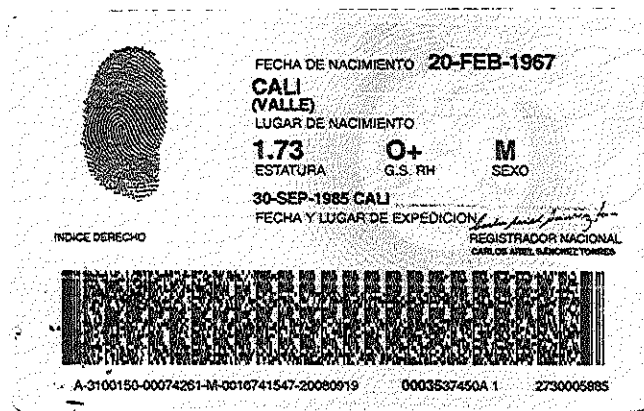 FECHA DE NACIMIENTO 20-FEB-1967
CALI
(VALLE)
LUGAR DE NACIMIENTO
1.73 O+ M
ESTATURA G.S. RH SEXO
30-SEP-1985 CALI
FECHA Y LUGAR DE EXPEDICION
INDICE DERECHO
REGISTRADOR NACIONAL
CARLOS ARIEL SANCHEZ TORRES
A-3100150-00074261-M-0016741547-20080919 0003537450A 1 2730005885